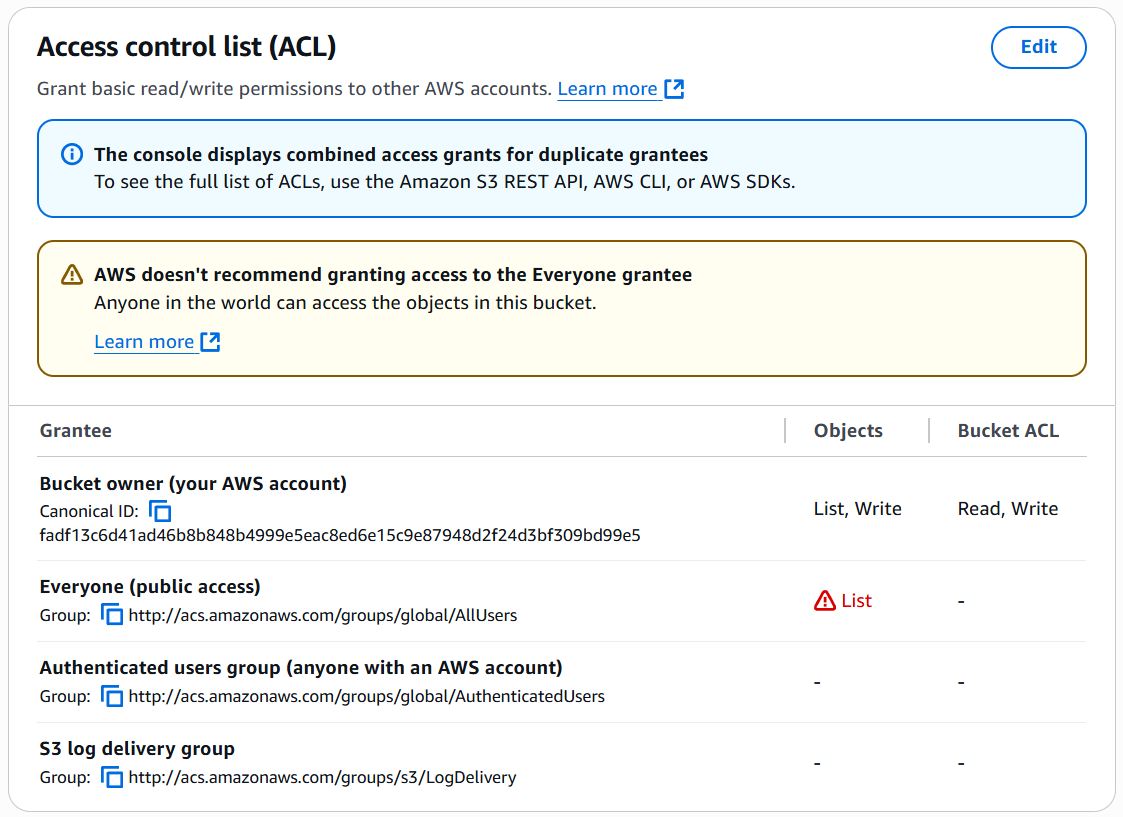 Access control list (ACL)
Edit
Grant basic read/write permissions to other AWS accounts. Learn more
The console displays combined access grants for duplicate grantees
To see the full list of ACLs, use the Amazon S3 REST API, AWS CLI, or AWS SDKs.
AWS doesn't recommend granting access to the Everyone grantee
Anyone in the world can access the objects in this bucket.
Learn more
Grantee Objects Bucket ACL
Bucket owner (your AWS account)
Canonical ID:
fadf13c6d41ad46b8b848b4999e5eac8ed6e15c9e87948d2f24d3bf309bd99e5
List, Write Read, Write
Everyone (public access)
Group: http://acs.amazonaws.com/groups/global/AllUsers
List -
Authenticated users group (anyone with an AWS account)
Group: http://acs.amazonaws.com/groups/global/AuthenticatedUsers
- -
S3 log delivery group
Group: http://acs.amazonaws.com/groups/s3/LogDelivery
- -